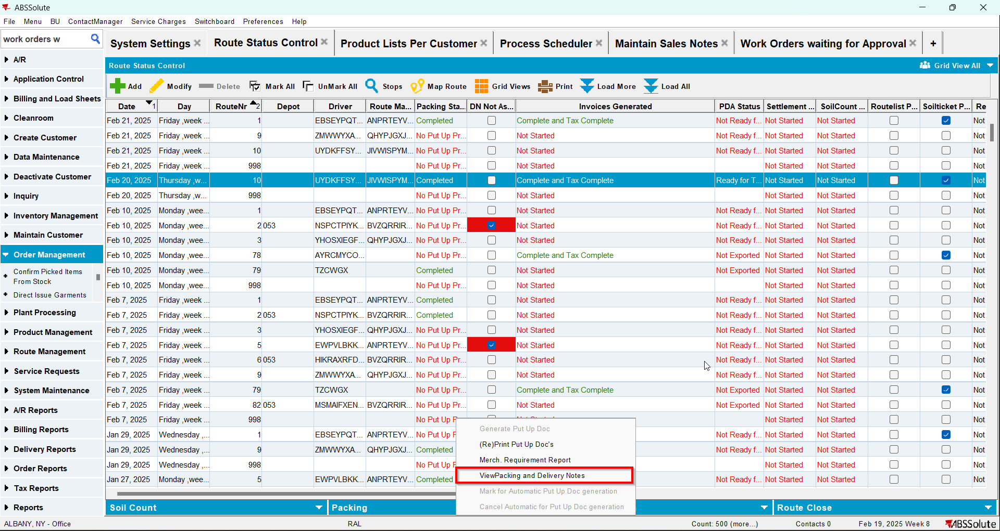 ABSSolute
File Menu BU ContactManager Service Charges Switchboard Preferences Help
work orders w
System Settings Route Status Control Product Lists Per Customer Process Scheduler Maintain Sales Notes Work Orders waiting for Approval +
A/R
Application Control
Billing and Load Sheets
Cleanroom
Create Customer
Data Maintenance
Deactivate Customer
Inquiry
Inventory Management
Maintain Customer
Order Management
Confirm Picked Items
From Stock
Direct Issue Garments
Plant Processing
Product Management
Route Management
Service Requests
System Maintenance
A/R Reports
Billing Reports
Delivery Reports
Order Reports
Tax Reports
Reports
Route Status Control Grid View All
Add Modify Delete Mark All UnMark All Stops Map Route Grid Views Print Load More Load All
Date 1 Day RouteNr 2 Depot Driver Route Ma... Packing Sta... DN Not As... Invoices Generated PDA Status Settlement ... SoilCount ... Routelist P... Soilticket P... Re
Feb 21, 2025 Friday ,week ... 1 EBSEYPQT... ANPRTEYV... Completed Complete and Tax Complete Not Ready f... Not Started Not Started Not
Feb 21, 2025 Friday ,week ... 9 ZMWWYXA... QHYPJGXJ... No Put Up Pr... Not Started Not Ready f... Not Started Not Started Not
Feb 21, 2025 Friday ,week ... 10 UYDKFFSY... JIVWISPYM... No Put Up Pr... Not Started Not Ready f... Not Started Not Started Not
Feb 21, 2025 Friday ,week ... 998 No Put Up Pr... Not Started Not Started Not Started Not
Feb 20, 2025 Thursday ,w... 10 UYDKFFSY... JIVWISPYM... Completed Complete and Tax Complete Ready for T... Not Started Not Started Not
Feb 20, 2025 Thursday ,w... 998 No Put Up Pr... Not Started Not Started Not Started Not
Feb 10, 2025 Monday ,wee... 1 EBSEYPQT... ANPRTEYV... No Put Up Pr... Not Started Not Ready f... Not Started Not Started Not
Feb 10, 2025 Monday ,wee... 2 053 NSPCTPIYK... BVZQRRIR... No Put Up Pr... Not Started Not Ready f... Not Started Not Started Not
Feb 10, 2025 Monday ,wee... 3 YHOSXIEGF... QHYPJGXJ... No Put Up Pr... Not Started Not Ready f... Not Started Not Started Not
Feb 10, 2025 Monday ,wee... 78 AYRCMYCO... No Put Up Pr... Complete and Tax Complete Not Exported Not Started Not Started Not
Feb 10, 2025 Monday ,wee... 79 TZCWGX Completed Not Started Not Exported Not Started Not Started Not
Feb 10, 2025 Monday ,wee... 998 No Put Up Pr... Not Started Not Started Not Started Not
Feb 7, 2025 Friday ,week ... 1 EBSEYPQT... ANPRTEYV... Completed Not Started Not Ready f... Not Started Not Started Not
Feb 7, 2025 Friday ,week ... 2 053 NSPCTPIYK... BVZQRRIR... Completed Not Started Not Ready f... Not Started Not Started Not
Feb 7, 2025 Friday ,week ... 3 YHOSXIEGF... QHYPJGXJ... No Put Up Pr... Not Started Not Ready f... Not Started Not Started Not
Feb 7, 2025 Friday ,week ... 5 EWPVLBKK... ANPRTEYV... No Put Up Pr... Not Started Not Ready f... Not Started Not Started Not
Feb 7, 2025 Friday ,week ... 6 053 HIKRAXRFD... BVZQRRIR... No Put Up Pr... Not Started Not Ready f... Not Started Not Started Not
Feb 7, 2025 Friday ,week ... 9 ZMWWYXA... QHYPJGXJ... No Put Up Pr... Not Started Not Ready f... Not Started Not Started Not
Feb 7, 2025 Friday ,week ... 79 TZCWGX No Put Up Pr... Complete and Tax Complete Not Exported Not Started Not Started Not
Feb 7, 2025 Friday ,week ... 82 053 MSMAIFXEN... BVZQRRIR... No Put Up Pr... Not Started Not Exported Not Started Not Started Not
Feb 7, 2025 Friday ,week ... 998 No Put Up Not Started Not Started Not
Jan 29, 2025 Wednesday ,... 1 EBSEYPQT... ANPRTEYV... No Put Up Not Ready f... Not Started Not Started Not
Jan 29, 2025 Wednesday ,... 9 ZMWWYXA... QHYPJGXJ... Completed Not Ready f... Not Started Not Started Not
Jan 29, 2025 Wednesday ,... 998 No Put Up Not Started Not Started Not
Jan 27, 2025 Monday ,wee... 5 EWPVLBKK... ANPRTEYV... Completed Not Ready f... Not Started Not Started Not
Generate Put Up Doc
(Re)Print Put Up Doc's
Merch. Requirement Report
ViewPacking and Delivery Notes
Mark for Automatic Put Up Doc generation
Cancel Automatic for Put Up Doc generation
Soil Count Packing Route Close
ALBANY, NY - Office RAL Count: 500 (more...) Contacts 0 Feb 19, 2025 Week 8 ABSSolute